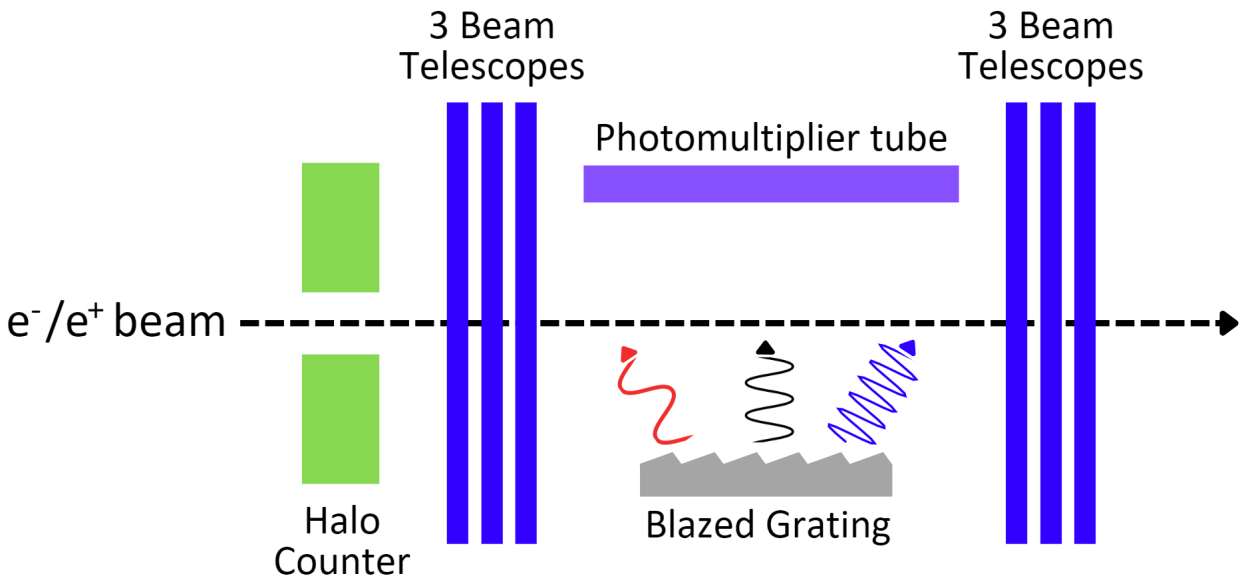 3 Beam
Telescopes
3 Beam
Telescopes
Photomultiplier tube
e⁻/e⁺ beam
Halo
Counter
Blazed Grating